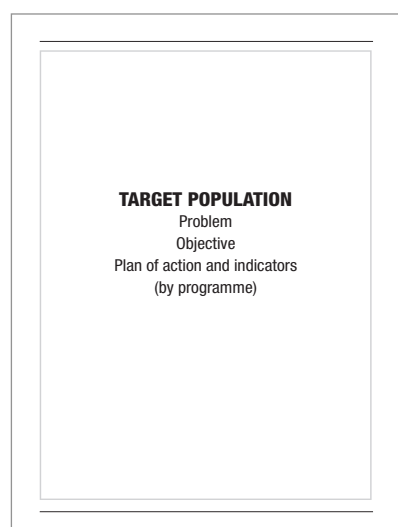 TARGET POPULATION
Problem
Objective
Plan of action and indicators
(by programme)